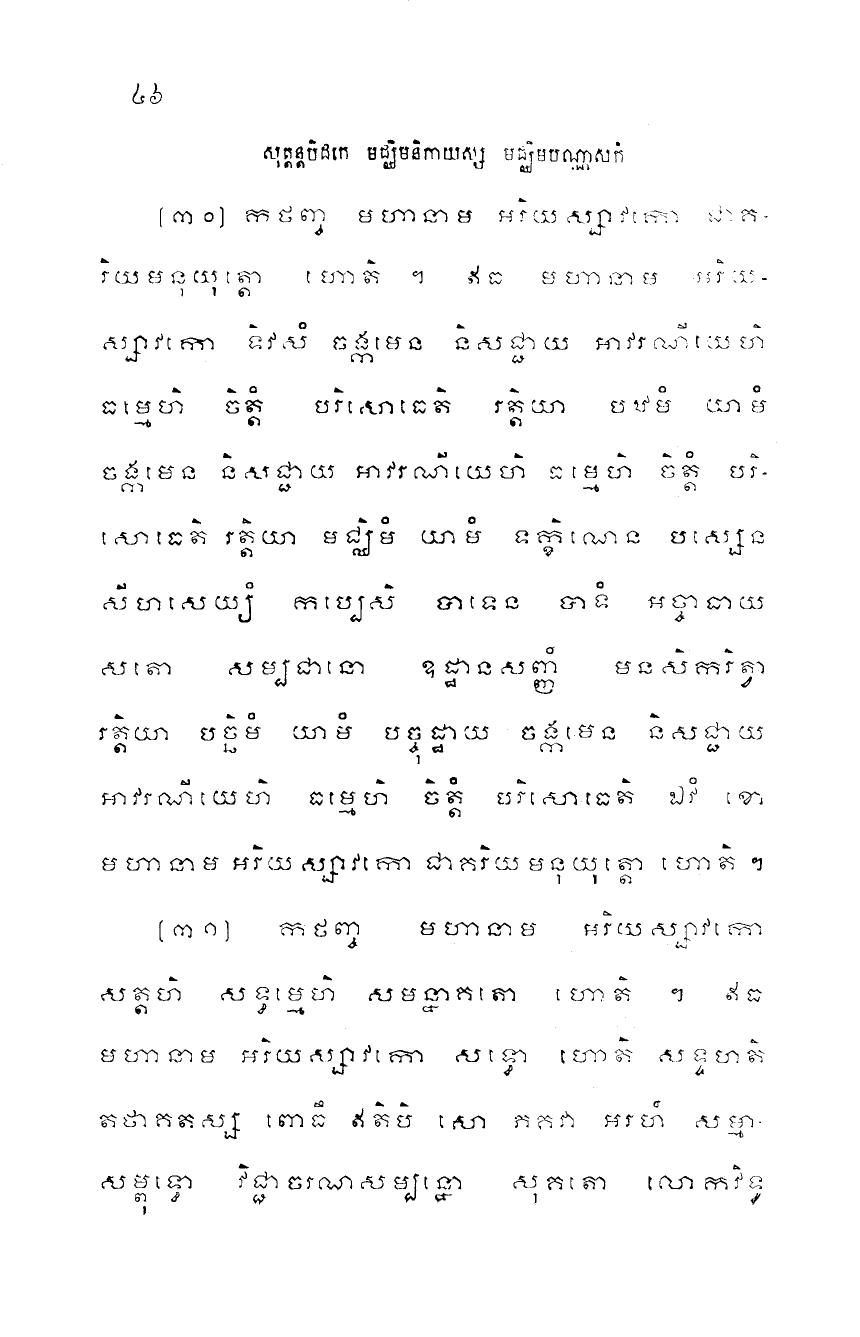 ៤៦
សុត្តន្តបិដកេ មជ្ឈិមនិកាយស្ស មជ្ឈិមបណ្ណាសកំ
[៣០] កថញ្ច មហានាម អរិយស្សាវកោ ជាគ-
រិយមនុយុត្តោ ហោតិ ។ ឥធ មហានាម អរិយ-
ស្សាវកោ ទិវសំ ចង្កមេន និសជ្ជាយ អាវរណីយេហិ
ធម្មេហិ ចិត្តំ បរិសោធេតិ រត្តិយា បឋមំ យាមំ
ចង្កមេន និសជ្ជាយ អាវរណីយេហិ ធម្មេហិ ចិត្តំ បរិ-
សោធេតិ រត្តិយា មជ្ឈិមំ យាមំ ទក្ខិណេន បស្សេន
សីហសេយ្យំ កប្បេសិ បាទេន បាទំ អច្ចាធាយ
សតោ សម្បជានោ ឧដ្ឋានសញ្ញំ មនសិករិត្វា
រត្តិយា បច្ឆិមំ យាមំ បច្ចុដ្ឋាយ ចង្កមេន និសជ្ជាយ
អាវរណីយេហិ ធម្មេហិ ចិត្តំ បរិសោធេតិ ឯវំ ខោ
មហានាម អរិយស្សាវកោ ជាគរិយមនុយុត្តោ ហោតិ ។
[៣១] កថញ្ច មហានាម អរិយស្សាវកោ
សត្តហិ សទ្ធម្មេហិ សមន្នាគតោ ហោតិ ។ ឥធ
មហានាម អរិយស្សាវកោ សទ្ធោ ហោតិ សទ្ទហតិ
តថាគតស្ស ពោធឹ ឥតិបិ សោ ភគវា អរហំ សម្មា-
សម្ពុទ្ធោ វិជ្ជាចរណសម្បន្នោ សុគតោ លោកវិទូ